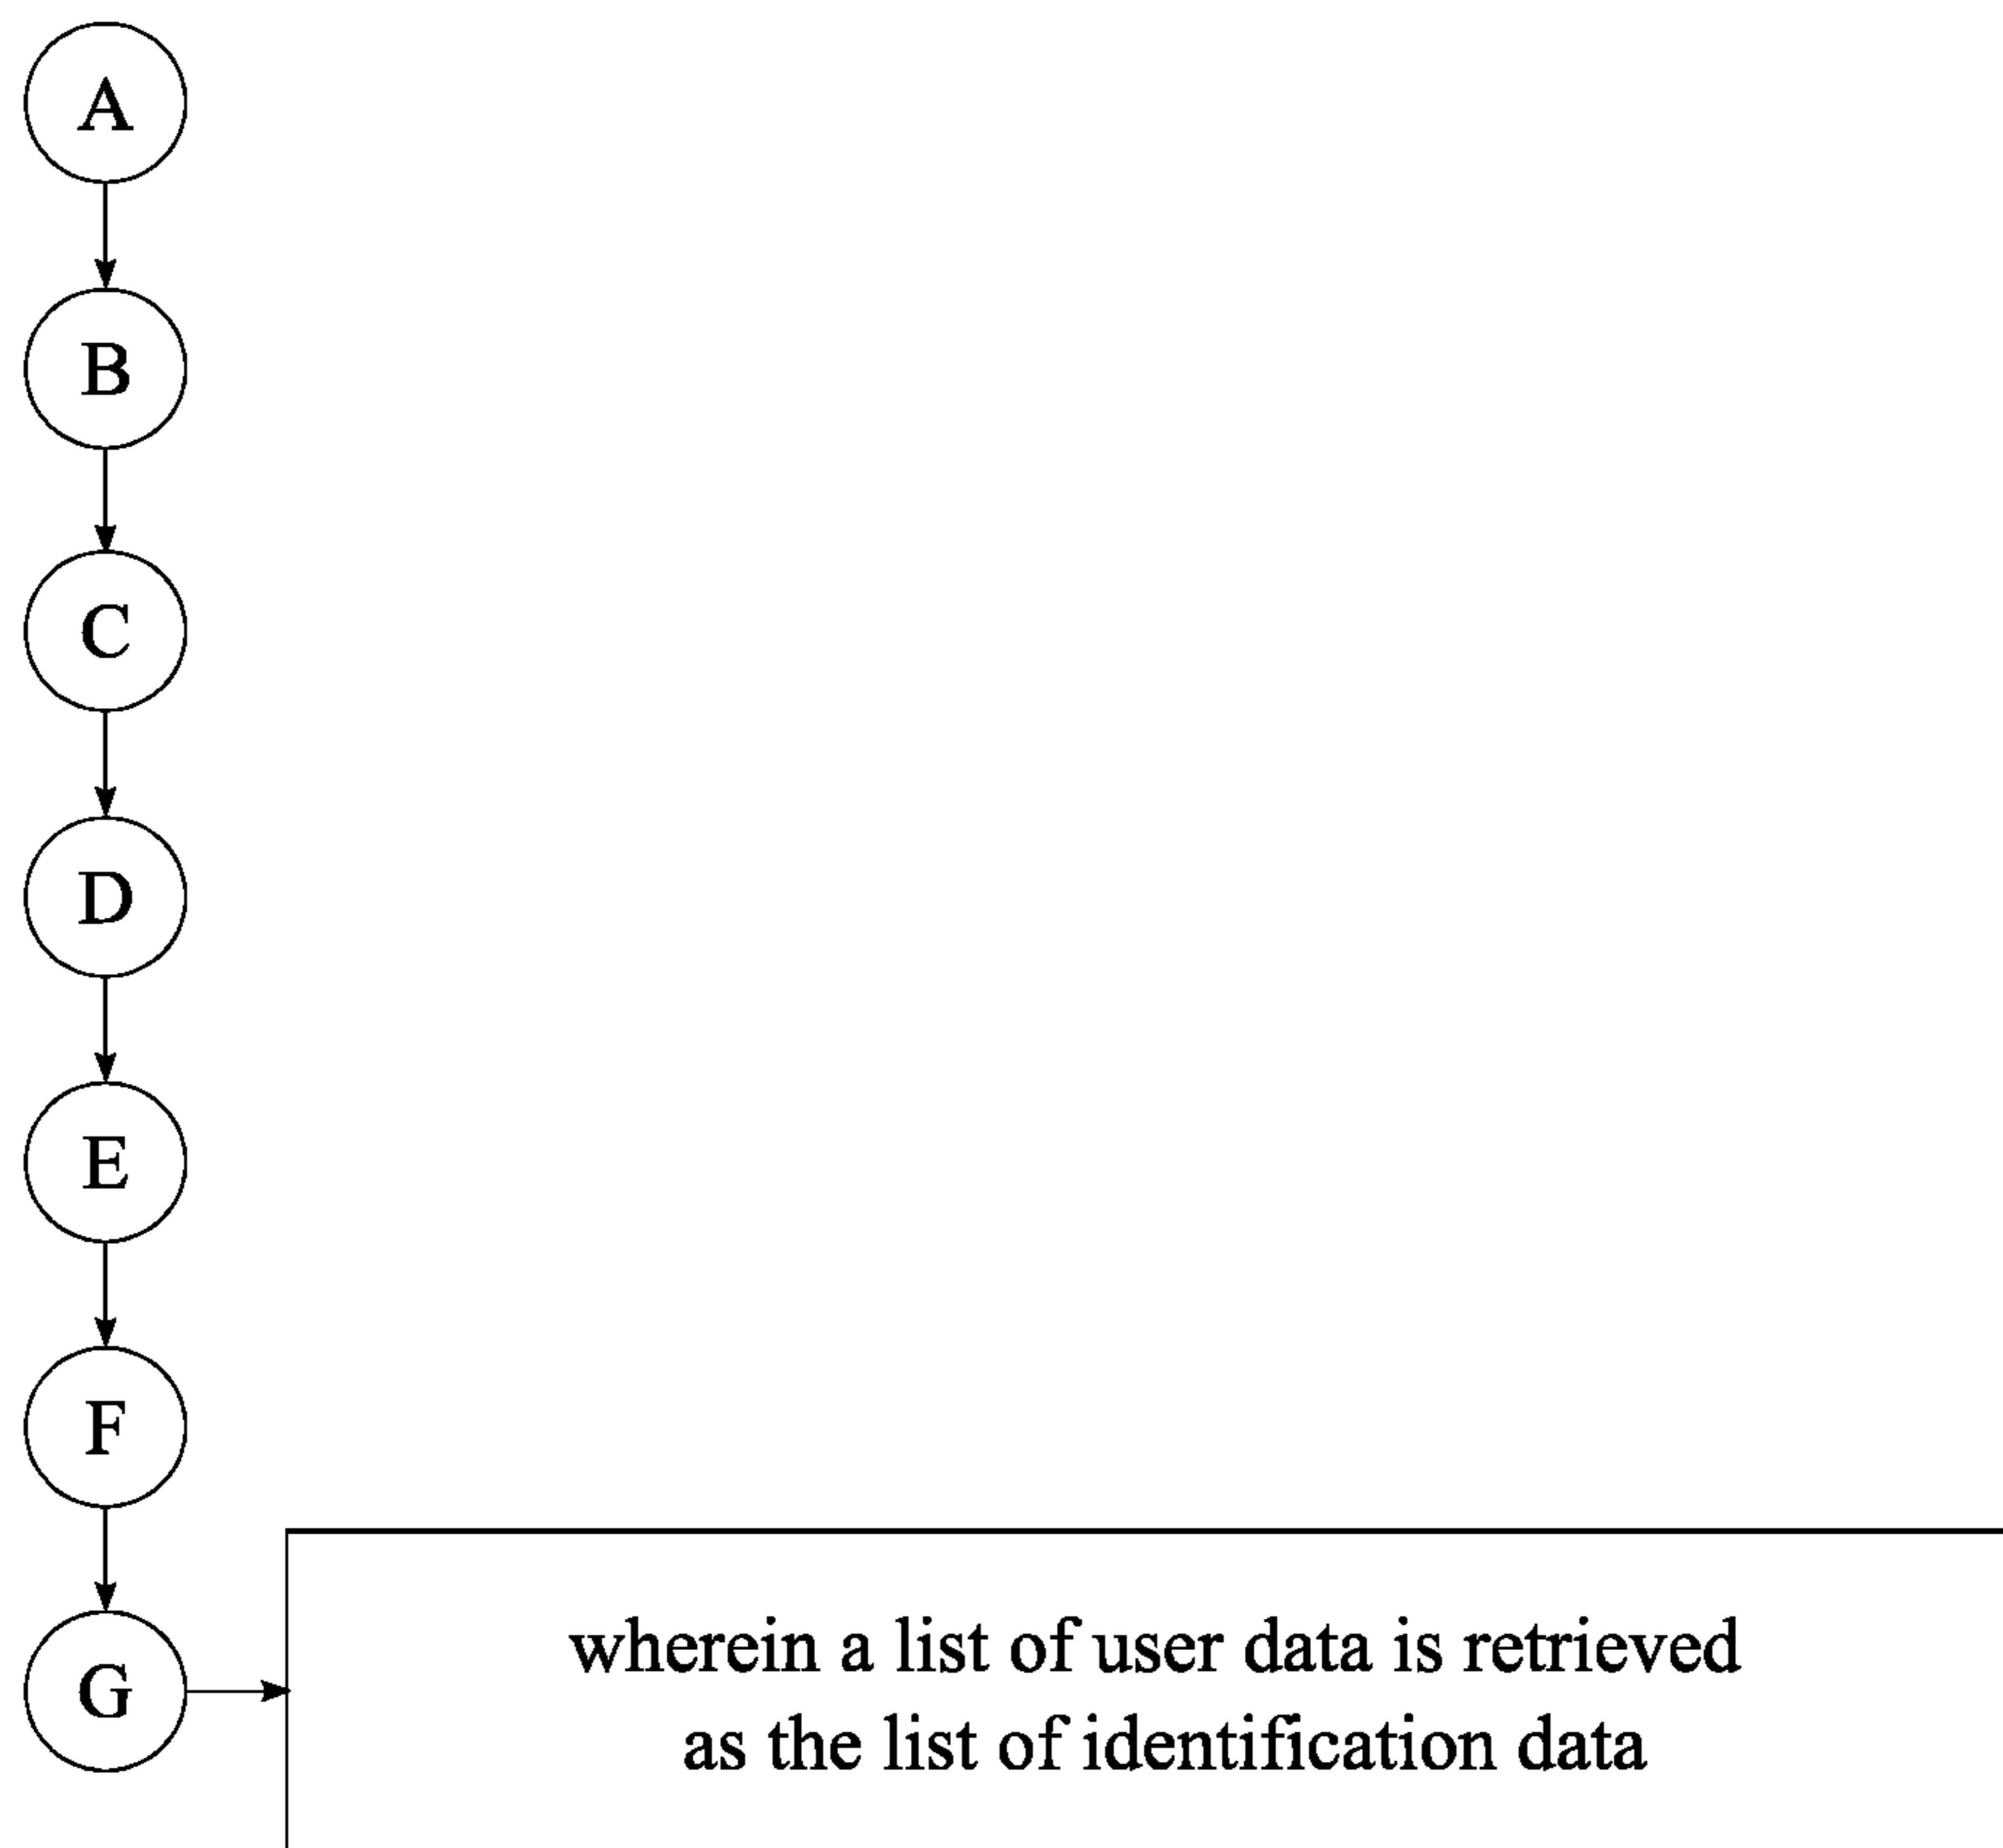 A
B
C
D
E
F
G
wherein a list of user data is retrieved
as the list of identification data